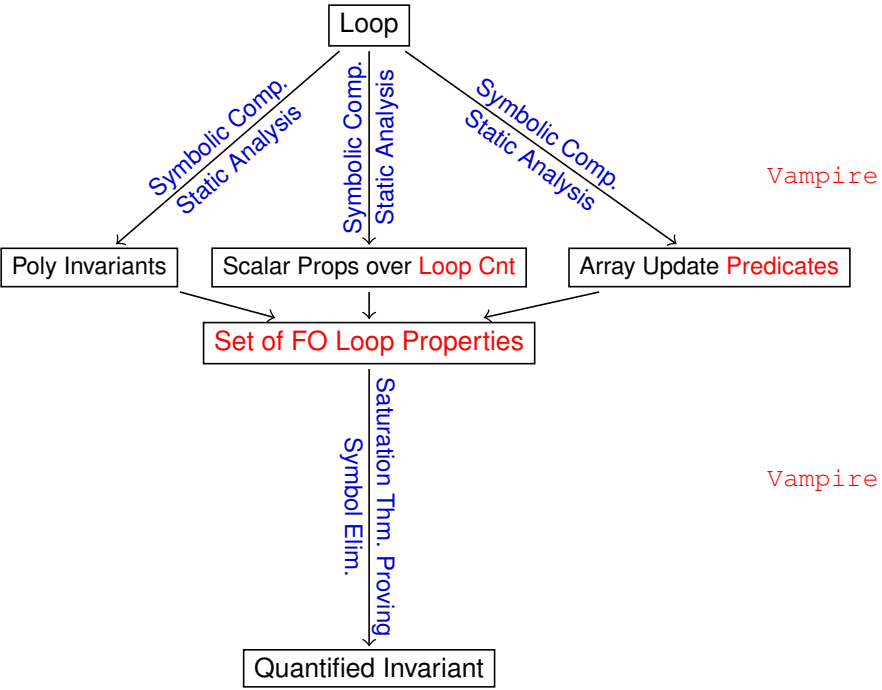 Loop
Symbolic Comp.
Static Analysis
Symbolic Comp.
Static Analysis
Symbolic Comp.
Static Analysis
Vampire
Poly Invariants
Scalar Props over Loop Cnt
Array Update Predicates
Set of FO Loop Properties
Saturation Thm. Proving
Symbol Elim.
Vampire
Quantified Invariant